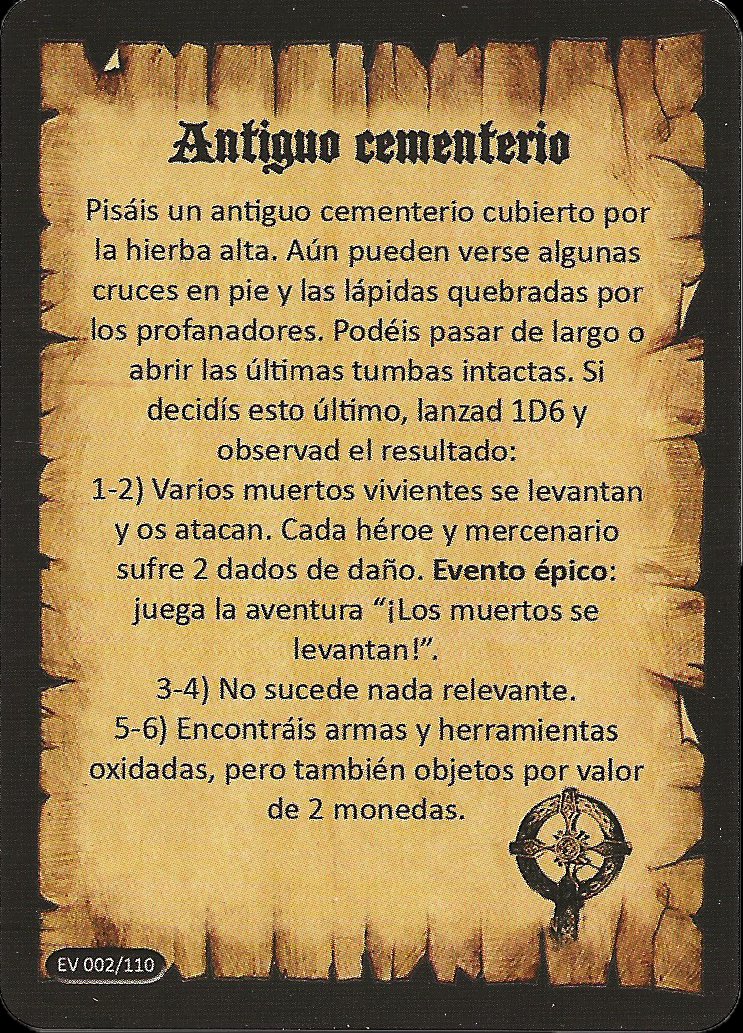 Antiguo cementerio
Pisáis un antiguo cementerio cubierto por
la hierba alta. Aún pueden verse algunas
cruces en pie y las lápidas quebradas por
los profanadores. Podéis pasar de largo o
abrir las últimas tumbas intactas. Si
decidís esto último, lanzad 1D6 y
observad el resultado:
1-2) Varios muertos vivientes se levantan
y os atacan. Cada héroe y mercenario
sufre 2 dados de daño. Evento épico:
juega la aventura “¡Los muertos se
levantan!”.
3-4) No sucede nada relevante.
5-6) Encontráis armas y herramientas
oxidadas, pero también objetos por valor
de 2 monedas.
EV 002/110